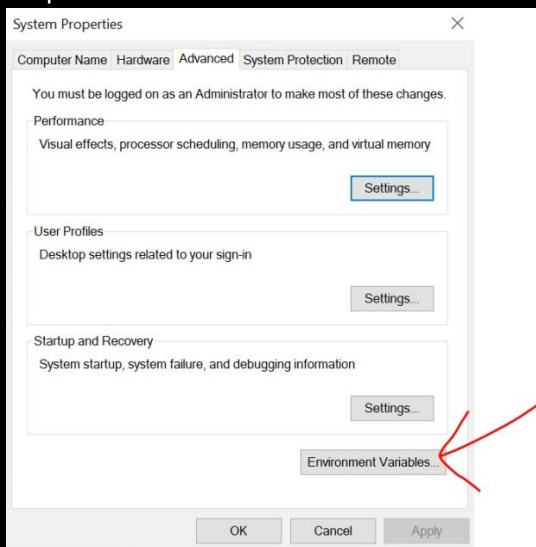 System Properties
Computer Name Hardware Advanced System Protection Remote
You must be logged on as an Administrator to make most of these changes.
Performance
Visual effects, processor scheduling, memory usage, and virtual memory
Settings...
User Profiles
Desktop settings related to your sign-in
Settings...
Startup and Recovery
System startup, system failure, and debugging information
Settings...
Environment Variables...
OK Cancel Apply